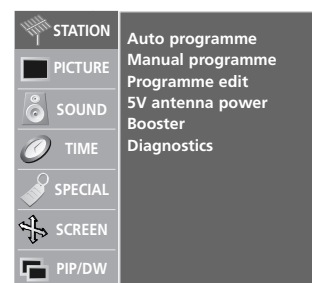 STATION
PICTURE
SOUND
TIME
SPECIAL
SCREEN
PIP/DW
Auto programme
Manual programme
Programme edit
5V antenna power
Booster
Diagnostics